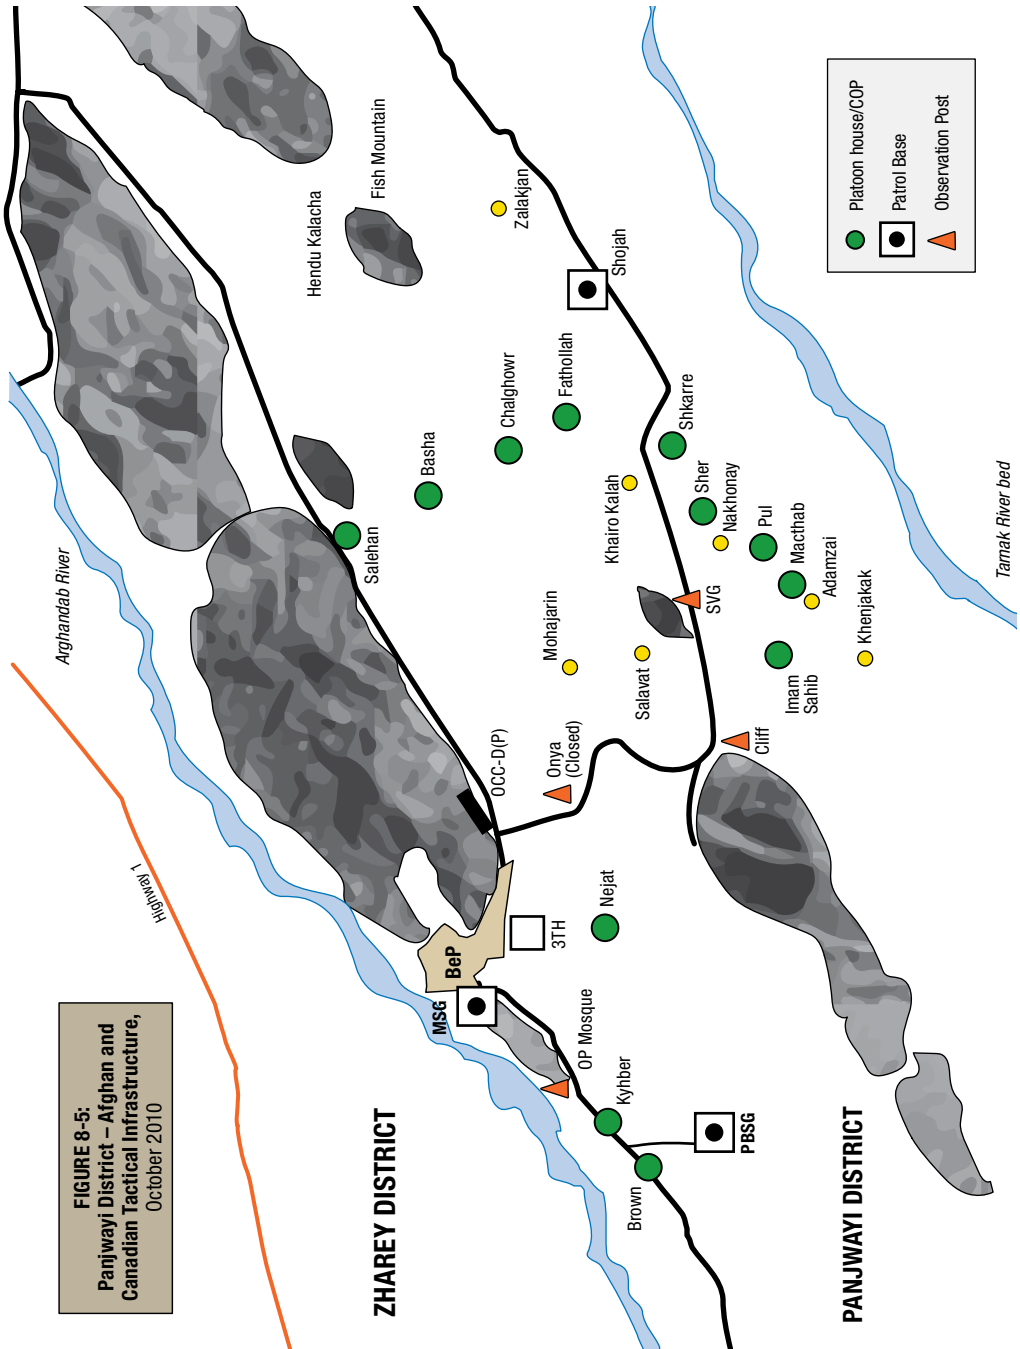 FIGURE 8-5:
Panjwayi District – Afghan and
Canadian Tactical Infrastructure,
October 2010
Highway 1
Arghandab River
ZHAREY DISTRICT
MSG
BeP
OCC-D(P)
Salehan
Basha
Hendu Kalacha
Fish Mountain
Chalghowr
Zalakjan
Fathollah
Shojah
3TH
Onya
(Closed)
Mohajarin
OP Mosque
Nejat
Kyhber
Brown
PBSG
Salavat
Khairo Kalah
Shkarre
Sher
Nakhonay
SVG
Cliff
Pul
Macthab
Adamzai
Imam
Sahib
Khenjakak
PANJWAYI DISTRICT
Tarnak River bed
Platoon house/COP
Patrol Base
Observation Post